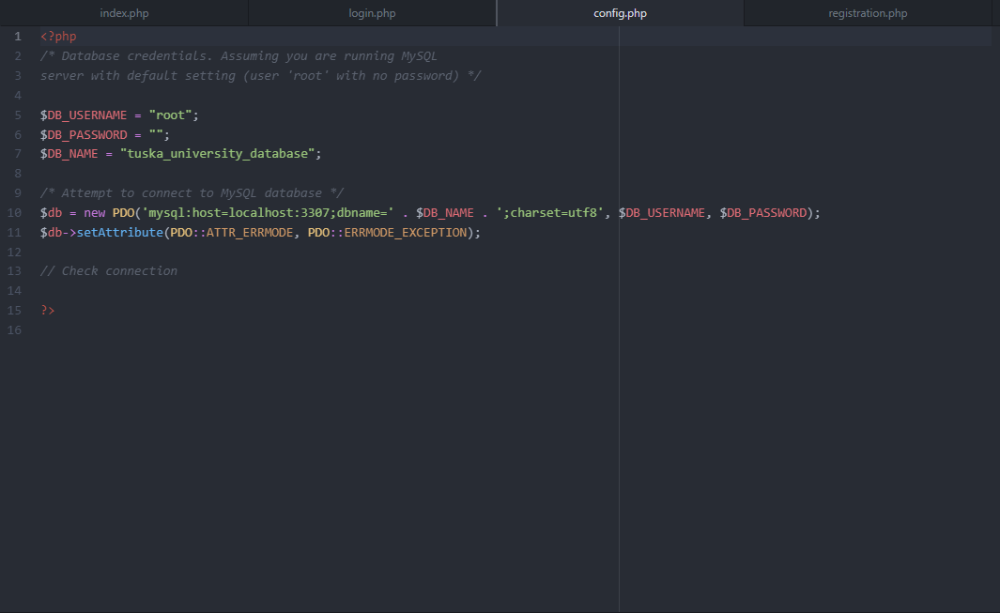 index.php
login.php
config.php
registration.php
1 <?php
2 /* Database credentials. Assuming you are running MySQL
3 server with default setting (user 'root' with no password) */
4
5 $DB_USERNAME = "root";
6 $DB_PASSWORD = "";
7 $DB_NAME = "tuska_university_database";
8
9 /* Attempt to connect to MySQL database */
10 $db = new PDO('mysql:host=localhost:3307;dbname=' . $DB_NAME . ';charset=utf8', $DB_USERNAME, $DB_PASSWORD);
11 $db->setAttribute(PDO::ATTR_ERRMODE, PDO::ERRMODE_EXCEPTION);
12
13 // Check connection
14
15 ?>
16